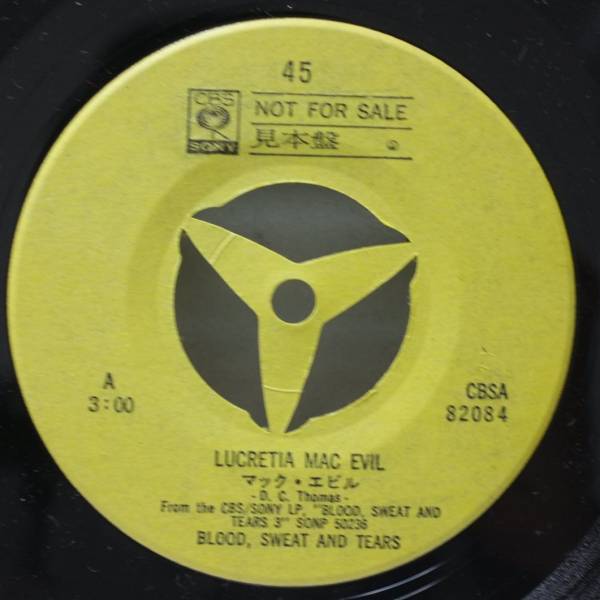 45
CBS
SONY
NOT FOR SALE
見本盤
A
3:00
CBSA
82084
LUCRETIA MAC EVIL
マック・エビル
- D. C. Thomas -
From the CBS/SONY LP, "BLOOD, SWEAT AND
TEARS 3" SONP 50236
BLOOD, SWEAT AND TEARS